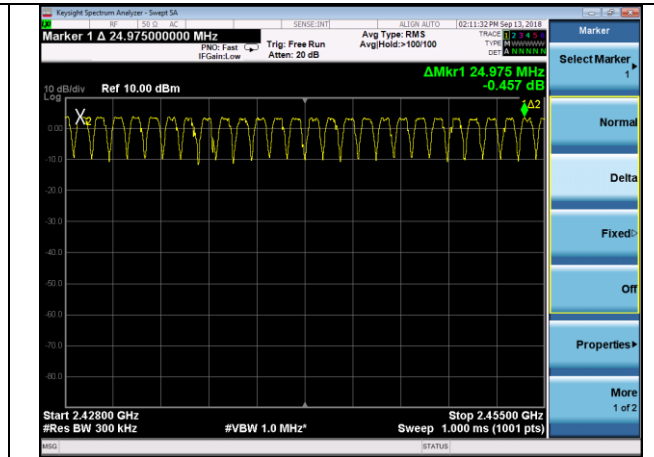 Keysight Spectrum Analyzer - Swept SA
RF 50 Ω AC SENSE:INT ALIGN AUTO 02:11:32 PM Sep 13, 2018
Marker 1 Δ 24.975000000 MHz
PNO: Fast
IFGain:Low
Trig: Free Run
Atten: 20 dB
Avg Type: RMS
Avg|Hold:>100/100
TRACE 1 2 3 4 5 6
TYPE M WWWWW
DET A N N N N N
ΔMkr1 24.975 MHz
-0.457 dB
10 dB/div Ref 10.00 dBm
Log
1Δ2
X2
0.00
-10.0
-20.0
-30.0
-40.0
-50.0
-60.0
-70.0
-80.0
Start 2.42800 GHz Stop 2.45500 GHz
#Res BW 300 kHz #VBW 1.0 MHz* Sweep 1.000 ms (1001 pts)
MSG STATUS
Marker
Select Marker
1
Normal
Delta
Fixed
Off
Properties
More
1 of 2